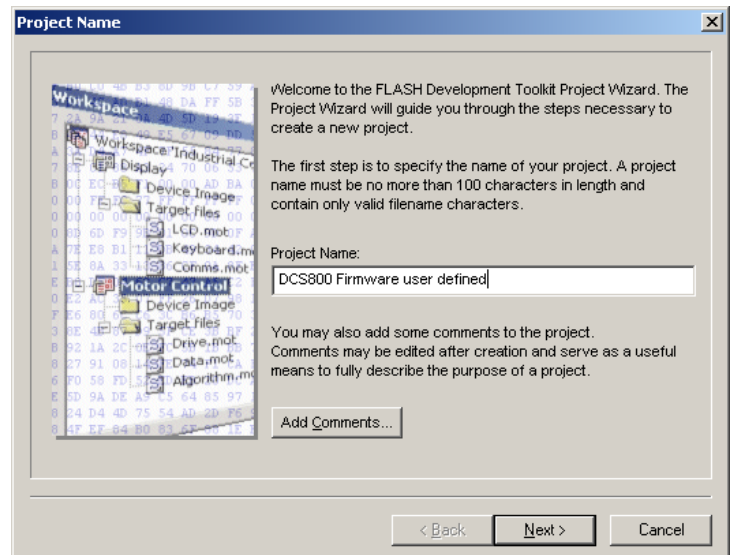 Project Name
Workspace
Workspace 'Industrial Co
Display
Device Image
Target files
LCD.mot
Keyboard.m
Comms.mot
Motor Control
Device Image
Target files
Drive.mot
Data.mot
Algorithm.mo
Welcome to the FLASH Development Toolkit Project Wizard. The
Project Wizard will guide you through the steps necessary to
create a new project.
The first step is to specify the name of your project. A project
name must be no more than 100 characters in length and
contain only valid filename characters.
Project Name:
DCS800 Firmware user defined
You may also add some comments to the project.
Comments may be edited after creation and serve as a useful
means to fully describe the purpose of a project.
Add Comments...
< Back
Next >
Cancel